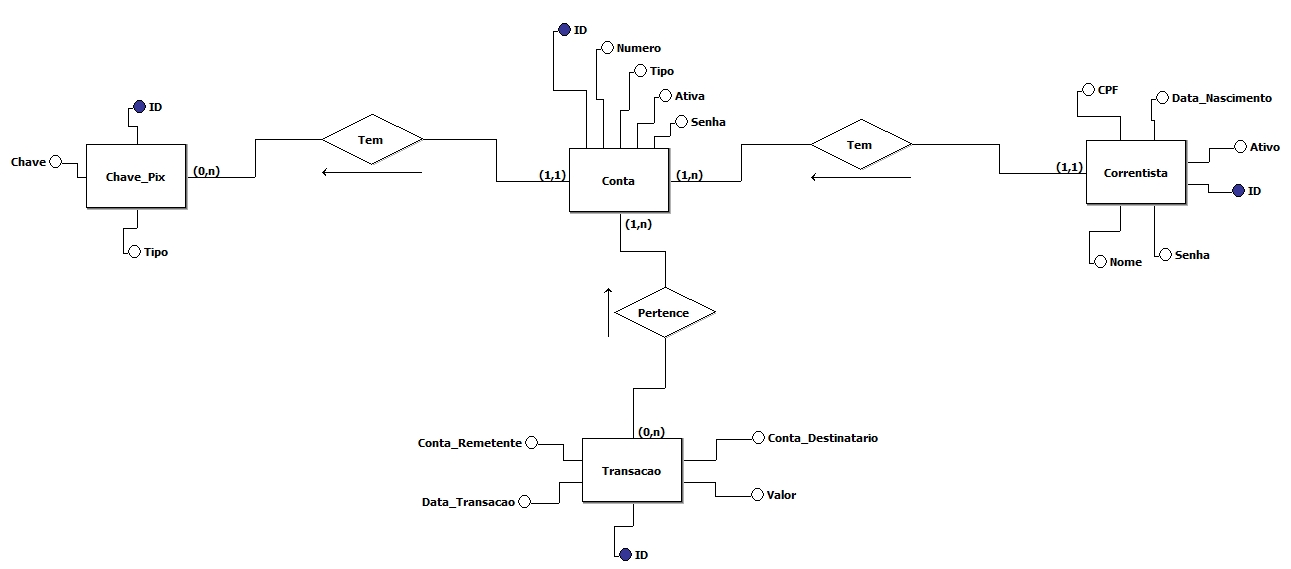 ID
Numero
Tipo
Ativa
Senha
CPF
Data_Nascimento
ID
Tem
Tem
Ativo
Chave
Chave_Pix
(0,n)
(1,1)
Conta
(1,n)
(1,1)
Correntista
ID
Tipo
(1,n)
Nome
Senha
Pertence
(0,n)
Conta_Remetente
Conta_Destinatario
Transacao
Data_Transacao
Valor
ID